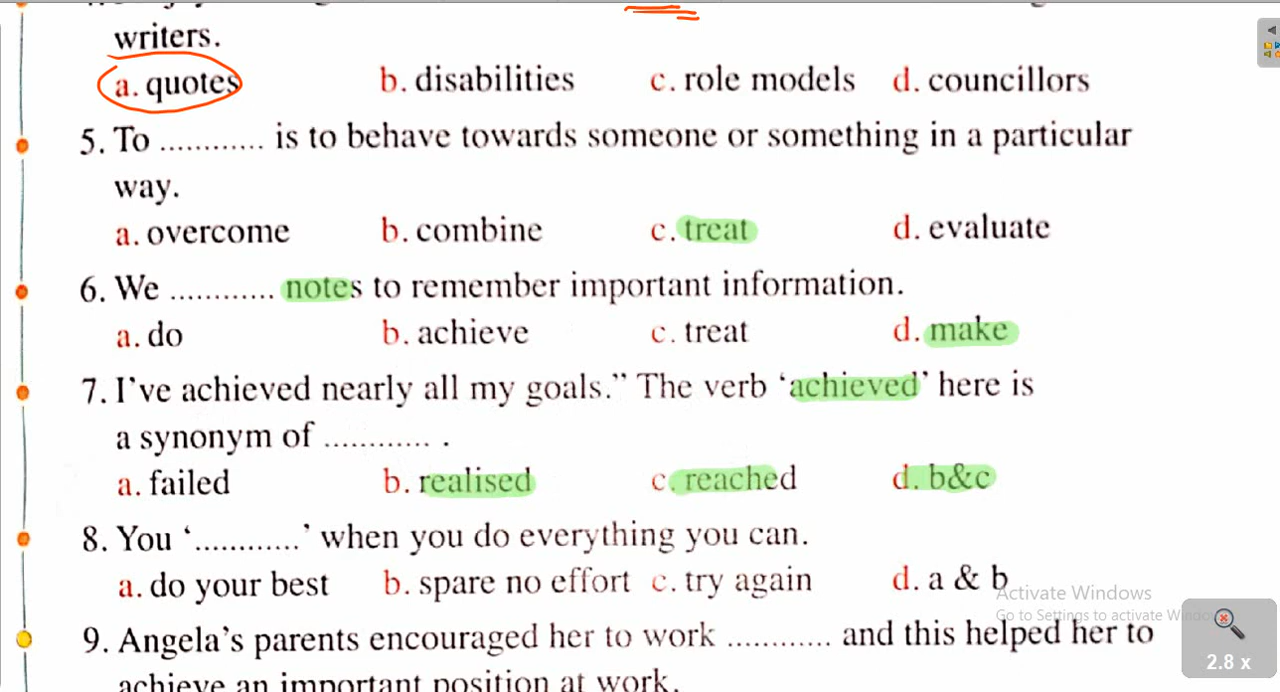 writers.
a. quotes b. disabilities c. role models d. councillors
5. To ............ is to behave towards someone or something in a particular
way.
a. overcome b. combine c. treat d. evaluate
6. We ............ notes to remember important information.
a. do b. achieve c. treat d. make
7. I’ve achieved nearly all my goals.” The verb ‘achieved’ here is
a synonym of ............ .
a. failed b. realised c. reached d. b&c
8. You ‘............’ when you do everything you can.
a. do your best b. spare no effort c. try again d. a & b
Activate Windows
Go to Settings to activate Windows
9. Angela’s parents encouraged her to work ............ and this helped her to
achieve an important position at work.
2.8 x